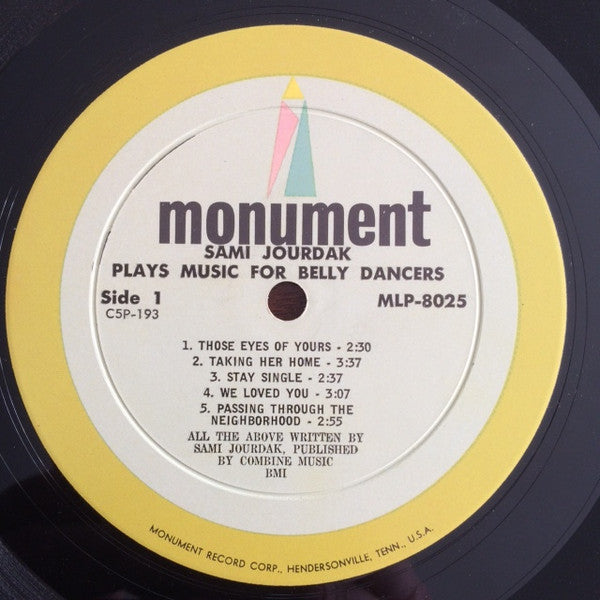 monument
SAMI JOURDAK
PLAYS MUSIC FOR BELLY DANCERS
Side 1
C5P-193
MLP-8025
1. THOSE EYES OF YOURS - 2:30
2. TAKING HER HOME - 3:37
3. STAY SINGLE - 2:37
4. WE LOVED YOU - 3:07
5. PASSING THROUGH THE
NEIGHBORHOOD - 2:55
ALL THE ABOVE WRITTEN BY
SAMI JOURDAK, PUBLISHED
BY COMBINE MUSIC
BMI
MONUMENT RECORD CORP., HENDERSONVILLE, TENN., U.S.A.